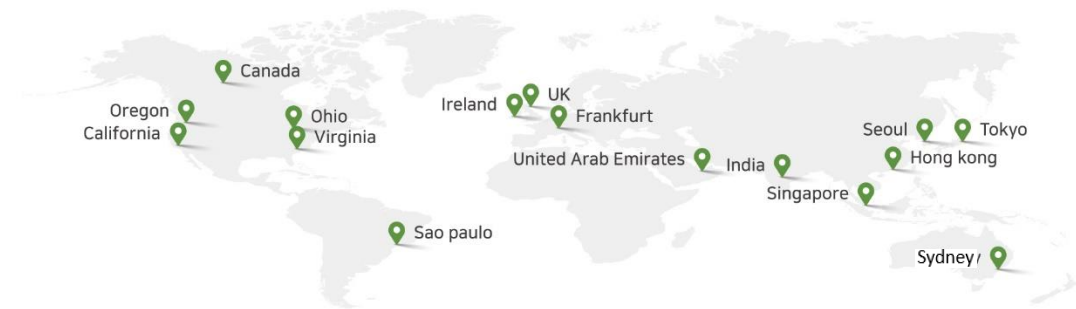 Canada
Oregon
California
Ohio
Virginia
Ireland
UK
Frankfurt
United Arab Emirates
India
Seoul
Tokyo
Hong kong
Singapore
Sao paulo
Sydney